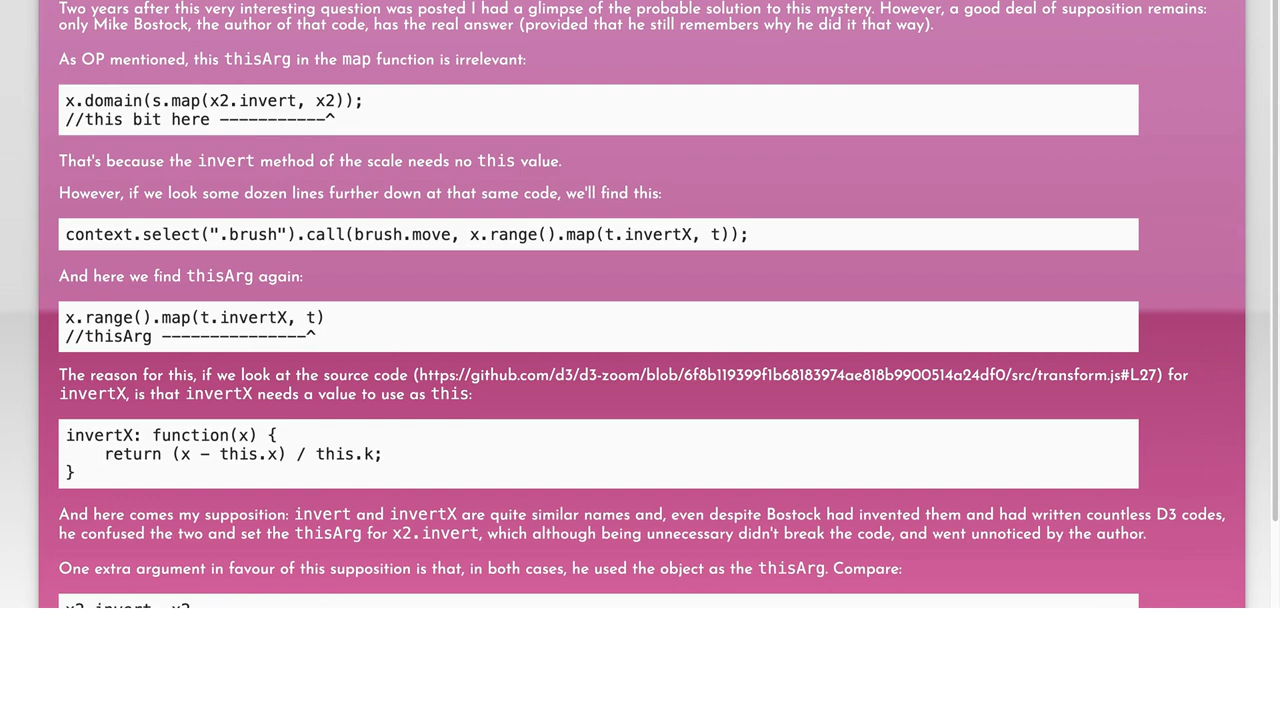 Two years after this very interesting question was posted I had a glimpse of the probable solution to this mystery. However, a good deal of supposition remains:
only Mike Bostock, the author of that code, has the real answer (provided that he still remembers why he did it that way).
As OP mentioned, this thisArg in the map function is irrelevant:
x.domain(s.map(x2.invert, x2));
//this bit here -----------^
That's because the invert method of the scale needs no this value.
However, if we look some dozen lines further down at that same code, we'll find this:
context.select(".brush").call(brush.move, x.range().map(t.invertX, t));
And here we find thisArg again:
x.range().map(t.invertX, t)
//thisArg ---------------^
The reason for this, if we look at the source code (https://github.com/d3/d3-zoom/blob/6f8b119399f1b68183974ae818b9900514a24df0/src/transform.js#L27) for
invertX, is that invertX needs a value to use as this:
invertX: function(x) {
    return (x - this.x) / this.k;
}
And here comes my supposition: invert and invertX are quite similar names and, even despite Bostock had invented them and had written countless D3 codes,
he confused the two and set the thisArg for x2.invert, which although being unnecessary didn't break the code, and went unnoticed by the author.
One extra argument in favour of this supposition is that, in both cases, he used the object as the thisArg. Compare:
x2.invert, x2